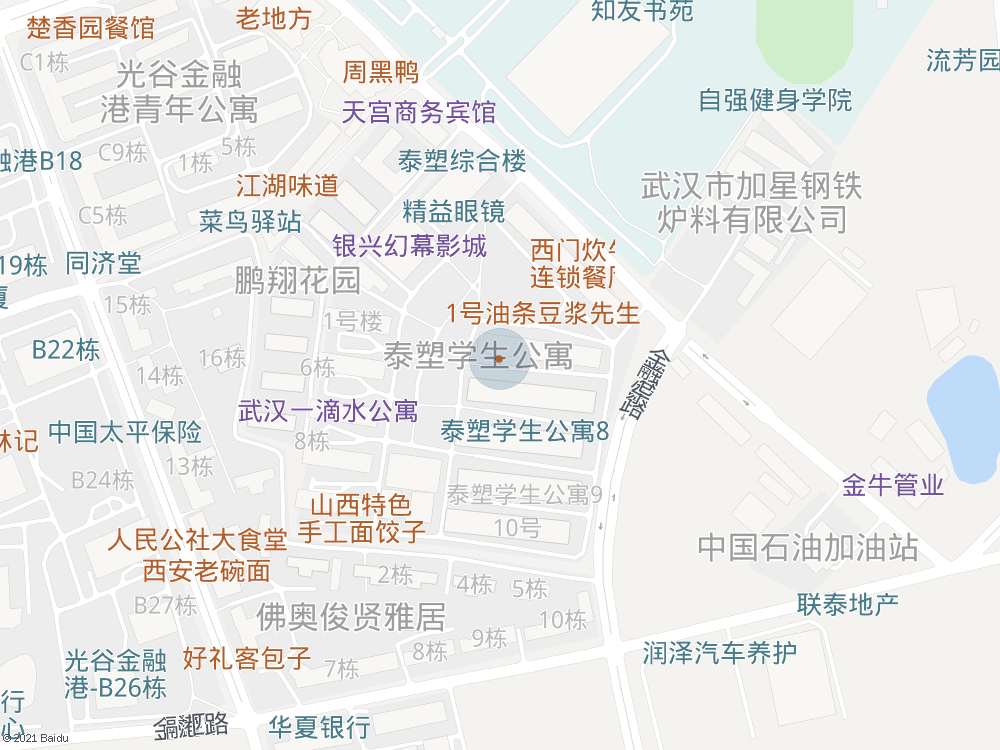 知友书苑
老地方
楚香园餐馆
C1栋
流芳园
光谷金融
港青年公寓
周黑鸭
天宫商务宾馆
自强健身学院
5栋
C9栋
1栋
融港B18
泰塑综合楼
江湖味道
武汉市加星钢铁
炉料有限公司
C5栋
菜鸟驿站
精益眼镜
银兴幻幕影城
西门炊
连锁餐
19栋
同济堂
鹏翔花园
15栋
1号油条豆浆先生
1号楼
B22栋
16栋
6栋
泰塑学生公寓
14栋
武汉一滴水公寓
中国太平保险
8栋
泰塑学生公寓8
林记
13栋
B24栋
金牛管业
泰塑学生公寓9
山西特色
手工面饺子
10号
人民公社大食堂
中国石油加油站
西安老碗面
2栋
4栋
5栋
B27栋
联泰地产
佛奥俊贤雅居
10栋
9栋
8栋
润泽汽车养护
光谷金融
港-B26栋
好礼客包子
7栋
行
心
华夏银行
© 2021 Baidu